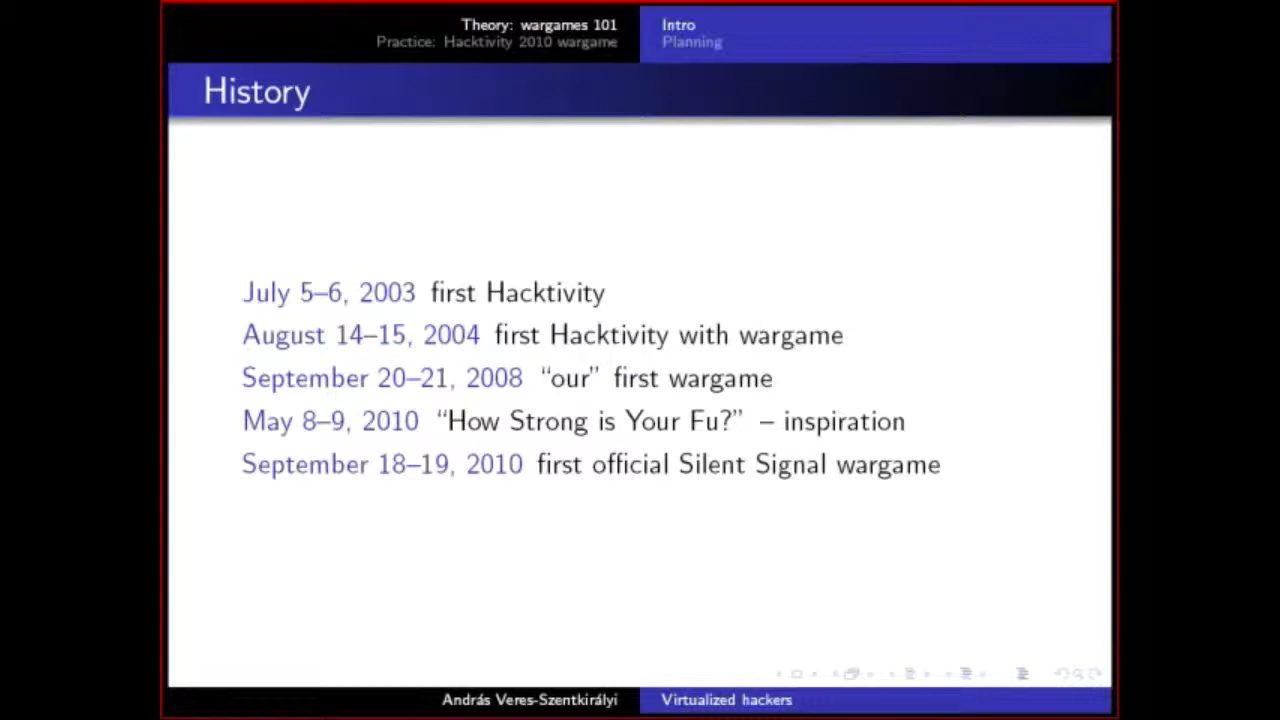 Theory: wargames 101
Practice: Hacktivity 2010 wargame
Intro
Planning
History
July 5–6, 2003 first Hacktivity
August 14–15, 2004 first Hacktivity with wargame
September 20–21, 2008 “our” first wargame
May 8–9, 2010 “How Strong is Your Fu?” – inspiration
September 18–19, 2010 first official Silent Signal wargame
András Veres-Szentkirályi
Virtualized hackers